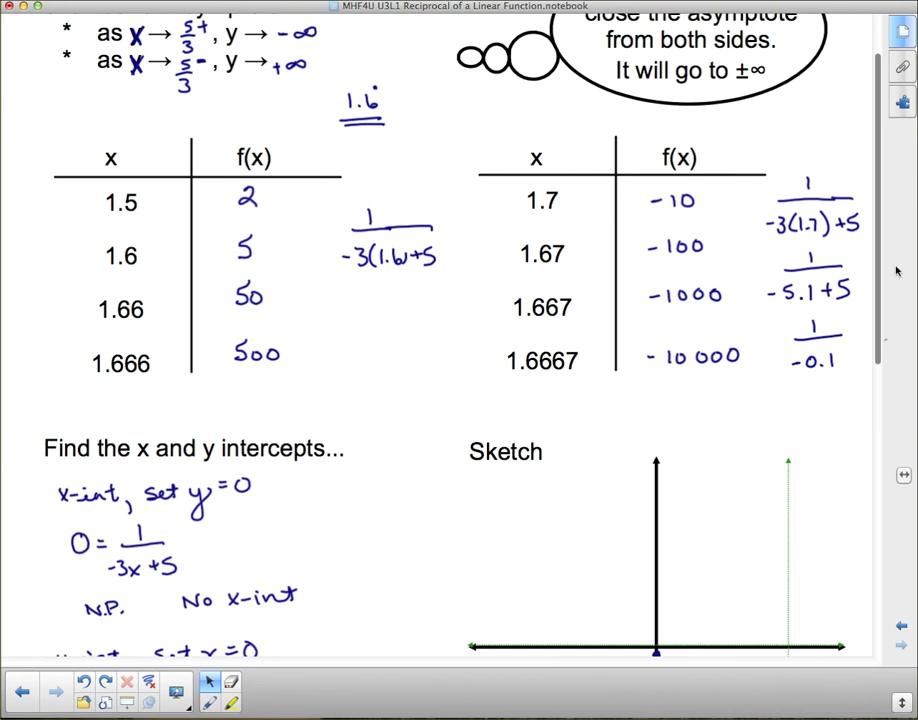 MHF4U U3L1 Reciprocal of a Linear Function.notebook
* as x → 5/3+, y → -∞
* as x → 5/3-, y → +∞
close the asymptote
from both sides.
It will go to ±∞
1.6̇
x f(x)
1.5 2
1.6 5
1.66 50
1.666 500
1/(-3(1.6)+5
x f(x)
1.7 -10
1.67 -100
1.667 -1000
1.6667 -10 000
1/(-3(1.7)+5)
1/(-5.1+5)
1/(-0.1)
Find the x and y intercepts...
x-int, set y=0
0 = 1/(-3x+5)
N.P. No x-int
Sketch